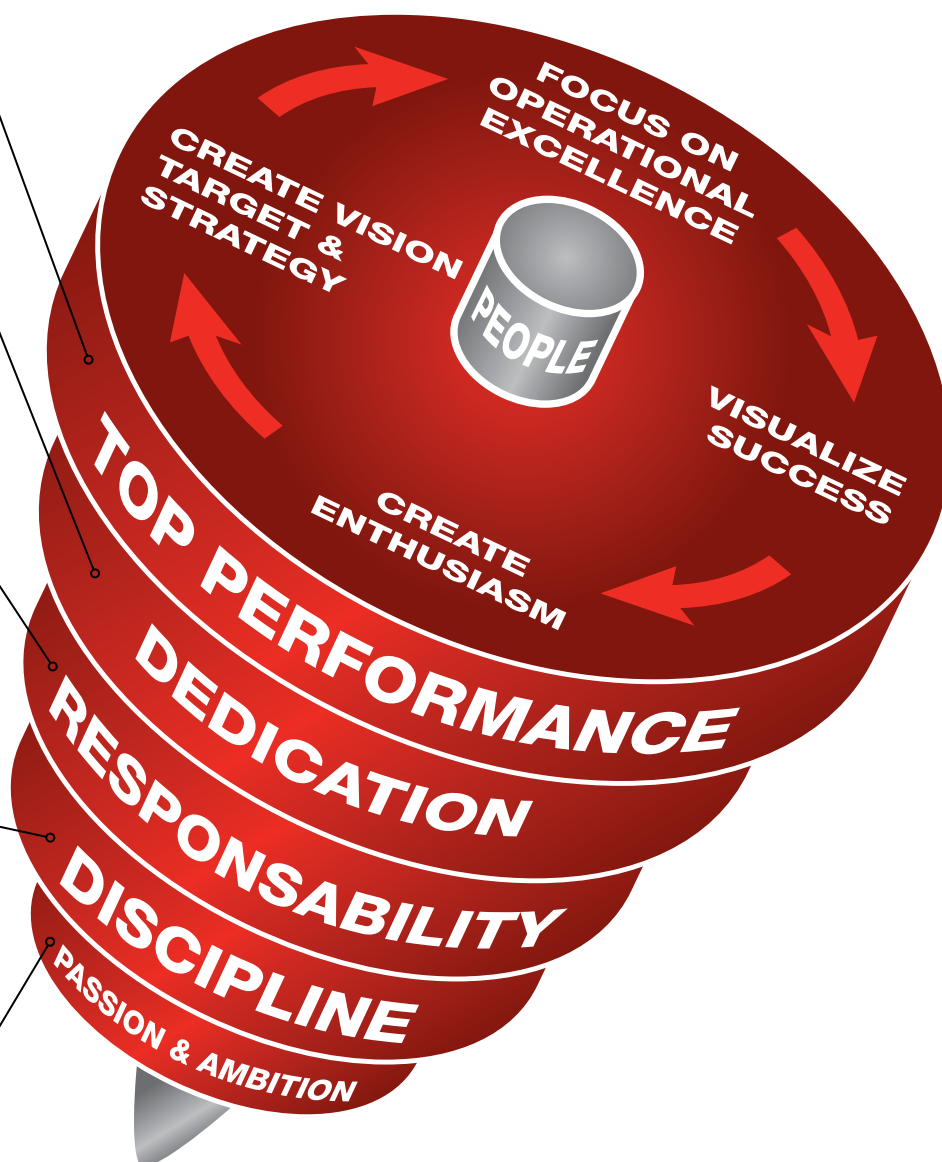 FOCUS ON
OPERATIONAL
EXCELLENCE
CREATE VISION
TARGET &
STRATEGY
PEOPLE
VISUALIZE
SUCCESS
CREATE
ENTHUSIASM
TOP PERFORMANCE
DEDICATION
RESPONSABILITY
DISCIPLINE
PASSION & AMBITION